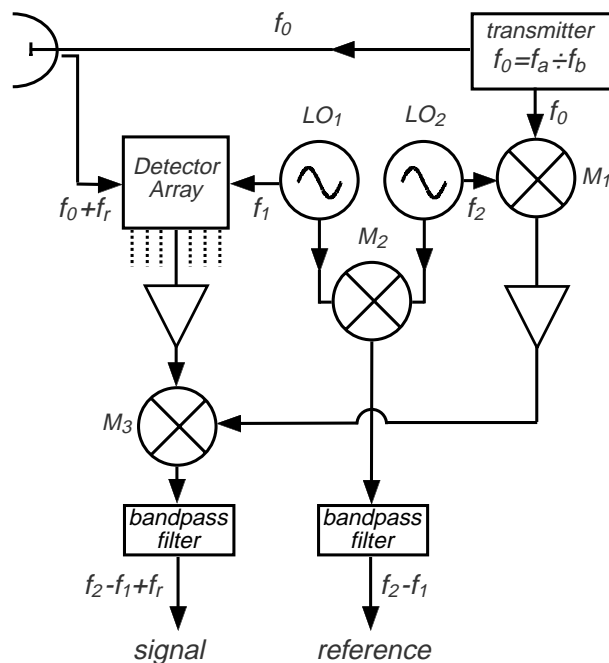 f0
transmitter
f0=fa÷fb
f0
LO1
LO2
Detector
Array
M1
f0+fr
f1
f2
M2
M3
bandpass
filter
bandpass
filter
f2-f1+fr
f2-f1
signal
reference